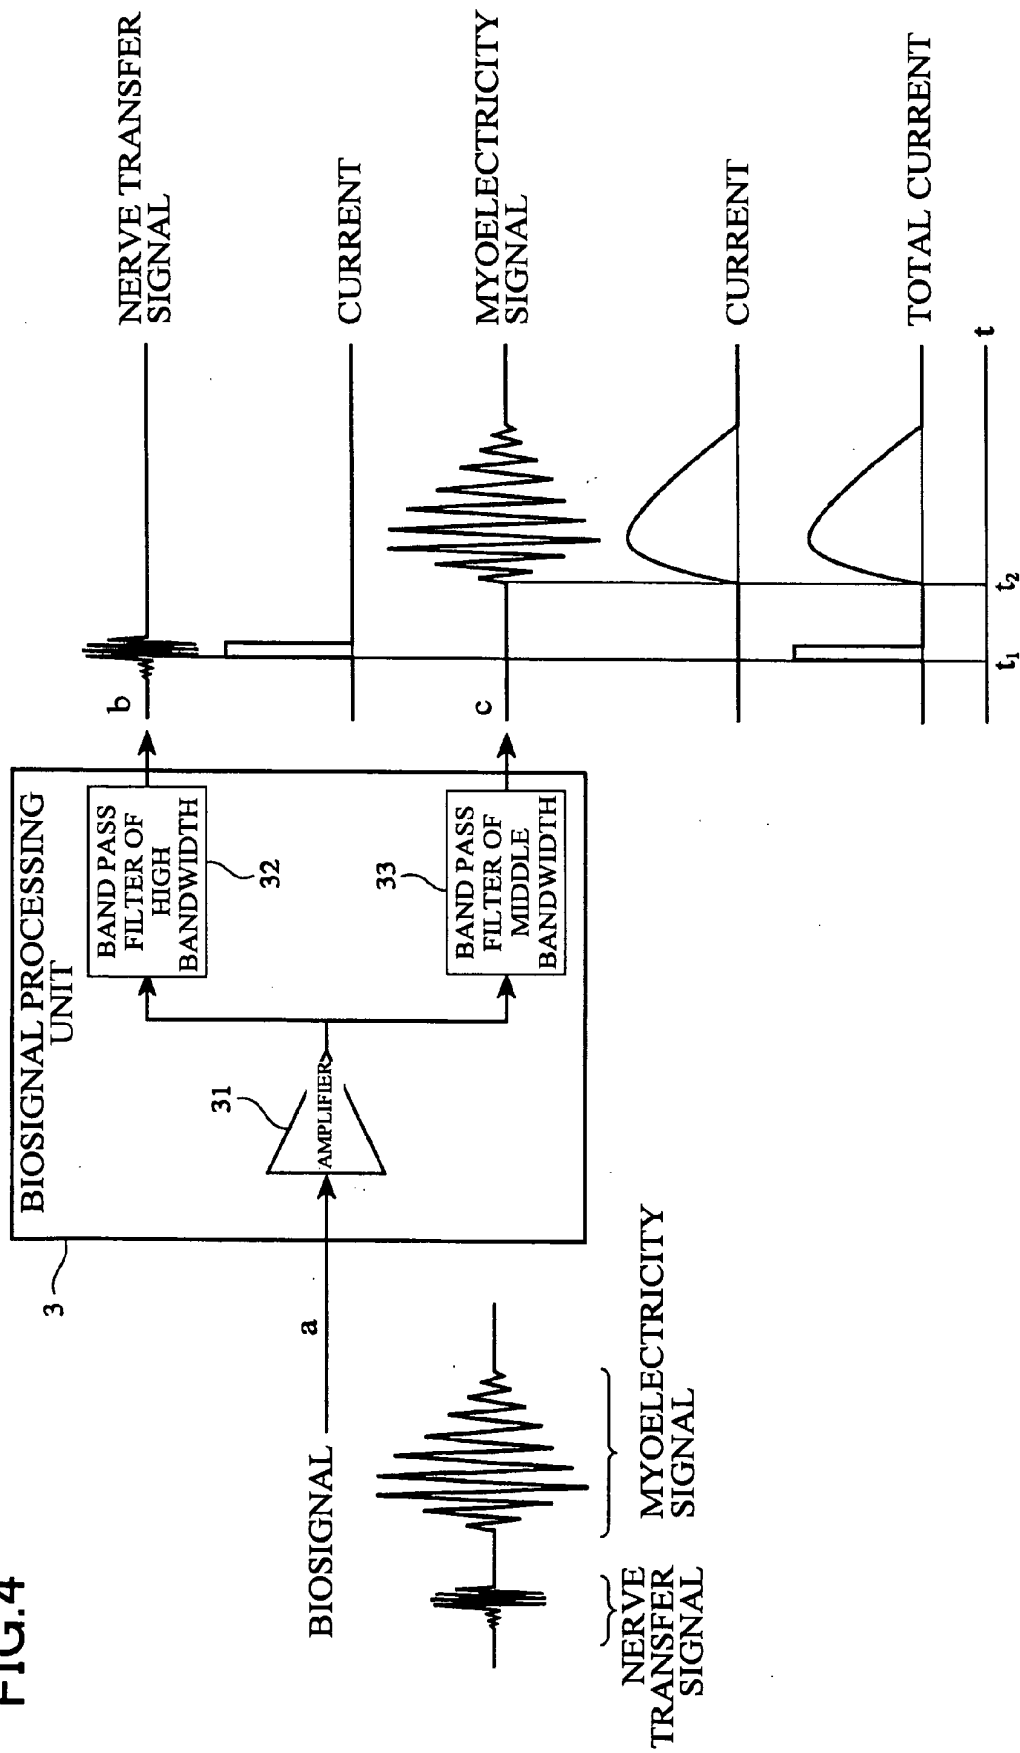 FIG.4
BIOSIGNAL PROCESSING
UNIT
3
BIOSIGNAL
a
31
AMPLIFIER
BAND PASS
FILTER OF
HIGH
BANDWIDTH
32
BAND PASS
FILTER OF
MIDDLE
BANDWIDTH
33
NERVE
TRANSFER
SIGNAL
MYOELECTRICITY
SIGNAL
b
NERVE TRANSFER
SIGNAL
CURRENT
c
MYOELECTRICITY
SIGNAL
CURRENT
TOTAL CURRENT
t
t1
t2